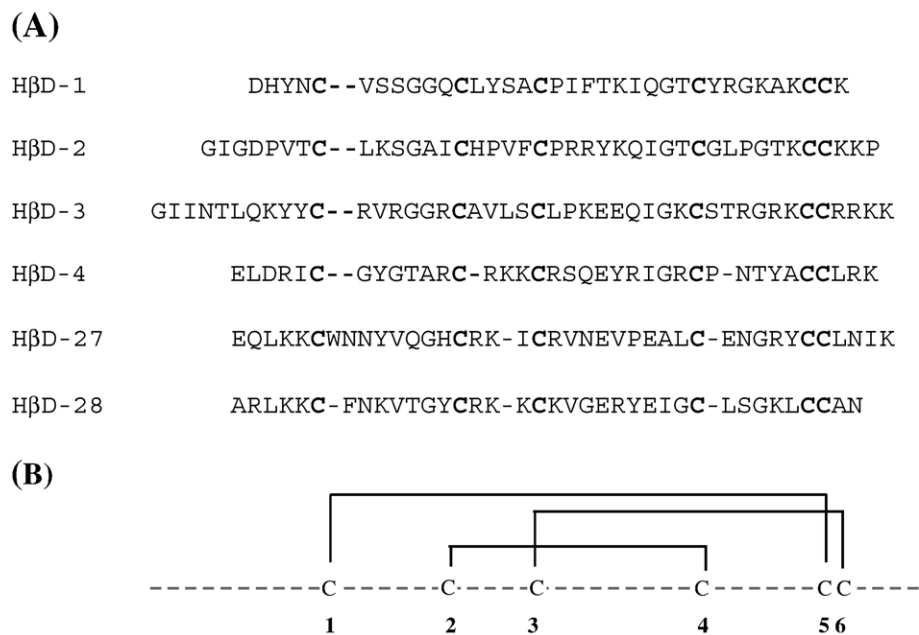 (A)
HβD-1 DHYNC--VSSGGQCLYSACPIFTKIQGTCYRGKAKCCK
HβD-2 GIGDPVTC--LKSGAICHPVFCPRRYKQIGTCGLPGTKCCKKP
HβD-3 GIINTLQKYYC--RVRGGRCAVLSCLPKEEQIGKCSTRGRKCCRRKK
HβD-4 ELDRIC--GYGTARC-RKKCRSQEYRIGRCP-NTYACCLRK
HβD-27 EQLKKCWNNYVQGHCRK-ICRVNEVPEALC-ENGRYCCLNIK
HβD-28 ARLKKC-FNKVTGYCRK-KCKVGERYEIGC-LSGKLCCAN
(B)
C C C C C C
1 2 3 4 5 6